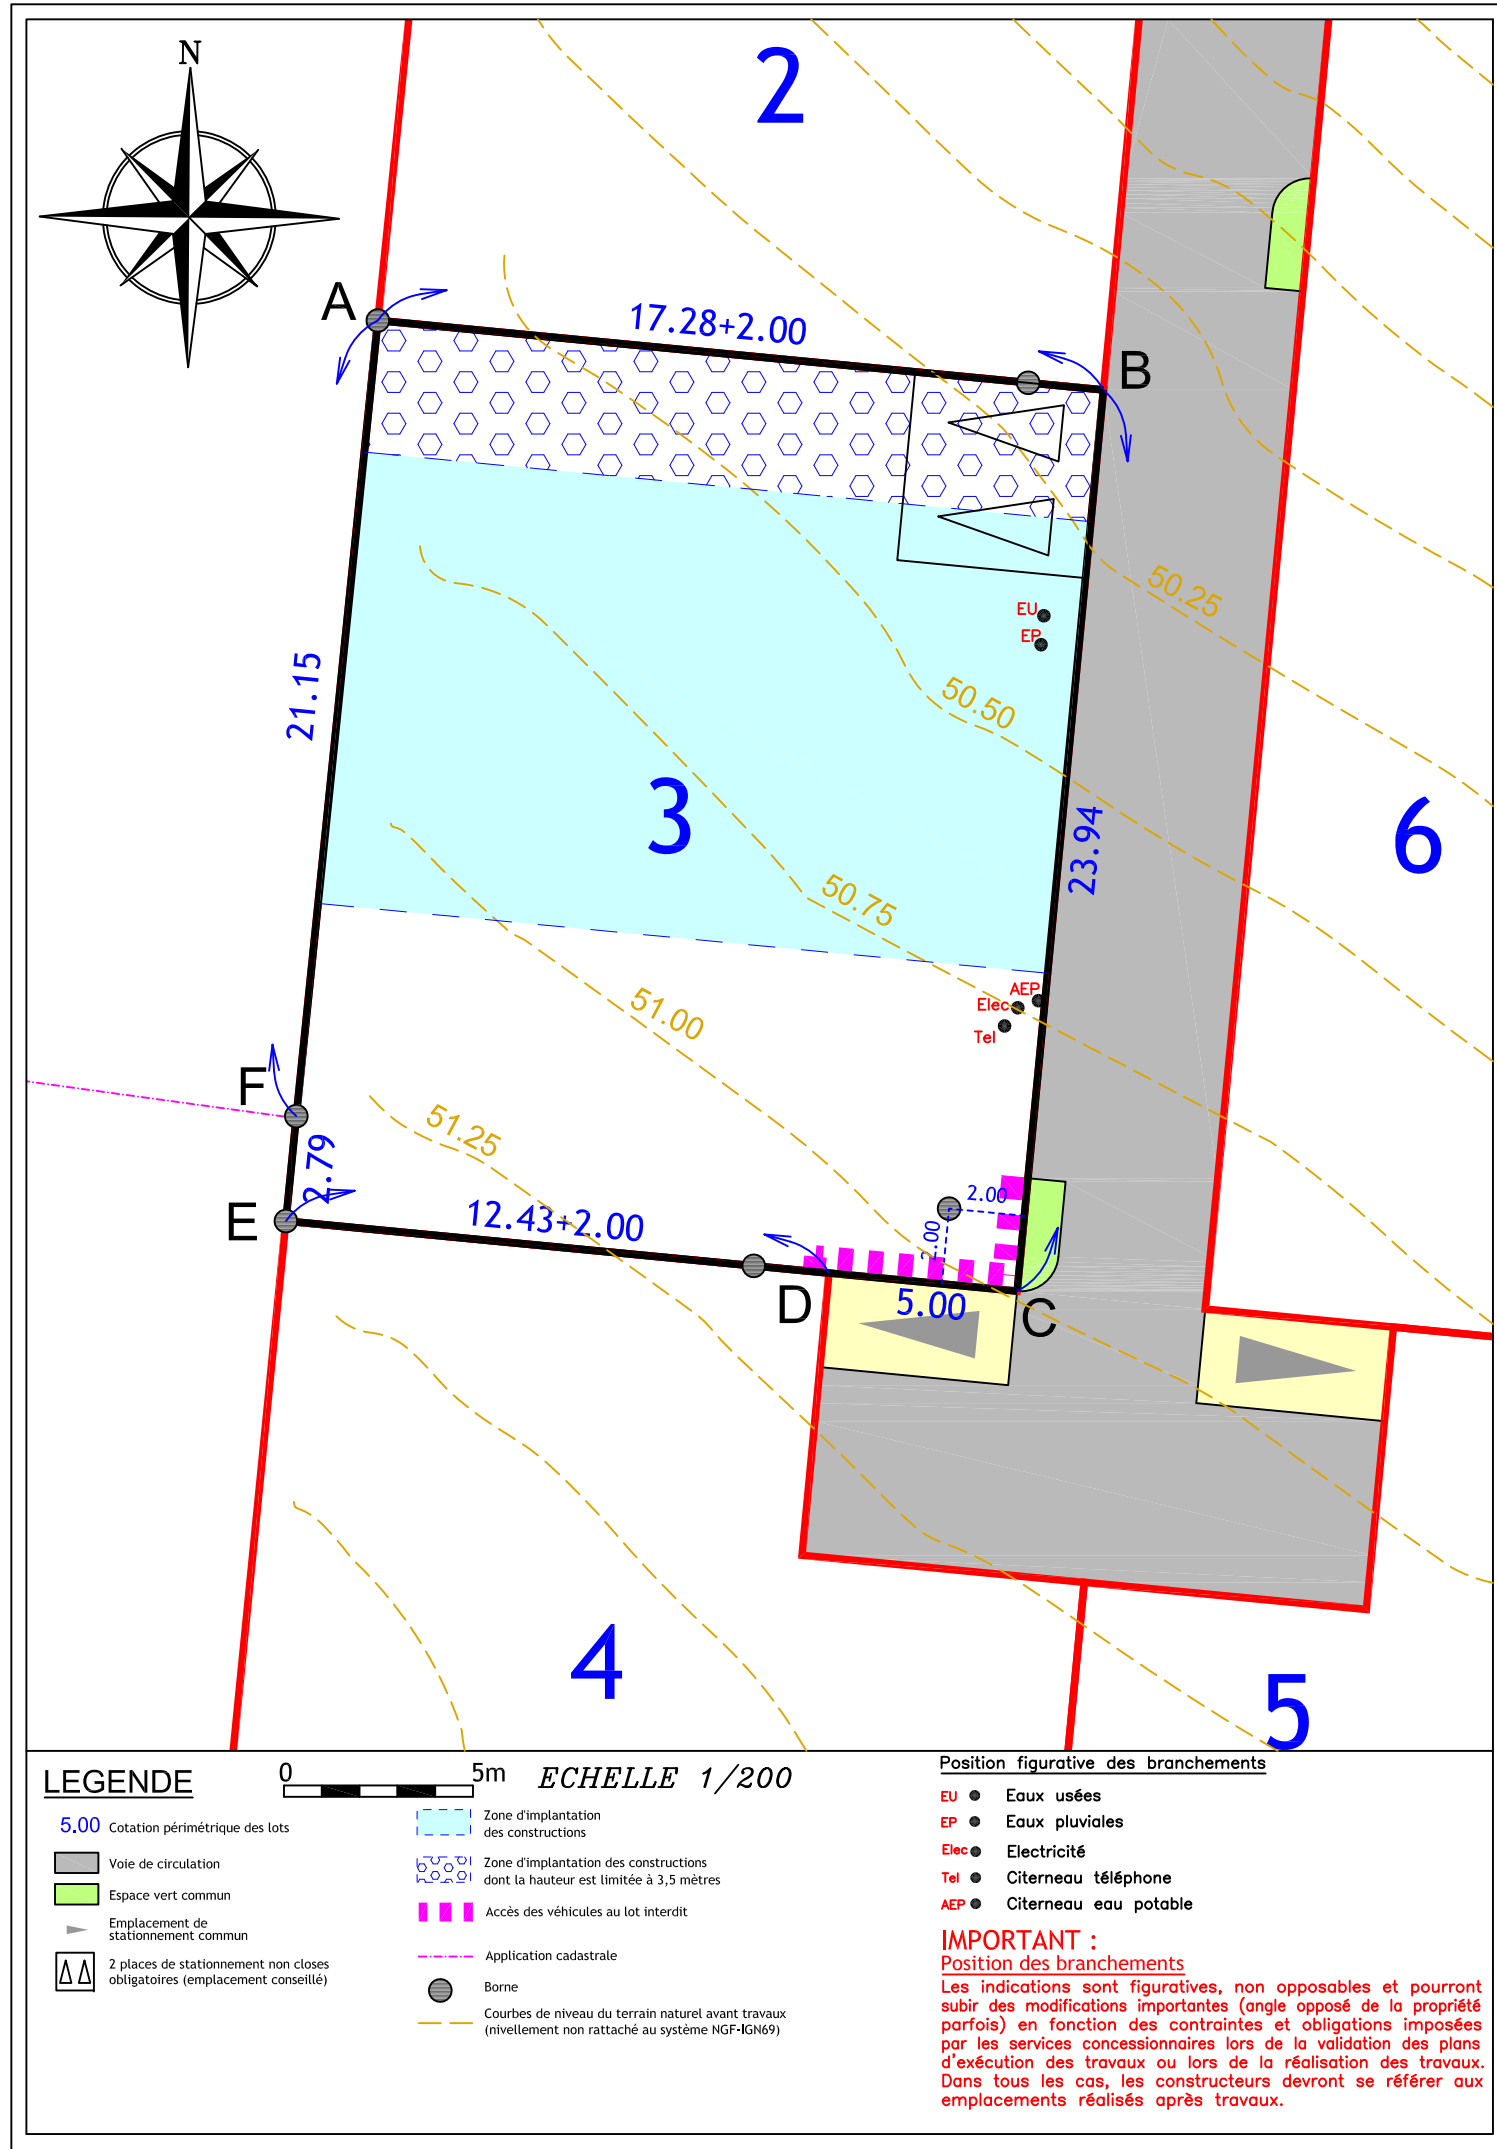 N
2
A
17.28+2.00
B
50.25
EU
EP
21.15
50.50
3
23.94
6
50.75
51.00
AEP
Elec
Tel
F
51.25
2.79
2.00
E
12.43+2.00
2.00
D
5.00
C
4
5
LEGENDE
0
5m
ECHELLE 1/200
5.00 Cotation périmétrique des lots
Voie de circulation
Espace vert commun
Emplacement de
stationnement commun
2 places de stationnement non closes
obligatoires (emplacement conseillé)
Zone d'implantation
des constructions
Zone d'implantation des constructions
dont la hauteur est limitée à 3,5 mètres
Accès des véhicules au lot interdit
Application cadastrale
Borne
Courbes de niveau du terrain naturel avant travaux
(nivellement non rattaché au système NGF-IGN69)
Position figurative des branchements
EU Eaux usées
EP Eaux pluviales
Elec Electricité
Tel Citerneau téléphone
AEP Citerneau eau potable
IMPORTANT :
Position des branchements
Les indications sont figuratives, non opposables et pourront
subir des modifications importantes (angle opposé de la propriété
parfois) en fonction des contraintes et obligations imposées
par les services concessionnaires lors de la validation des plans
d'exécution des travaux ou lors de la réalisation des travaux.
Dans tous les cas, les constructeurs devront se référer aux
emplacements réalisés après travaux.